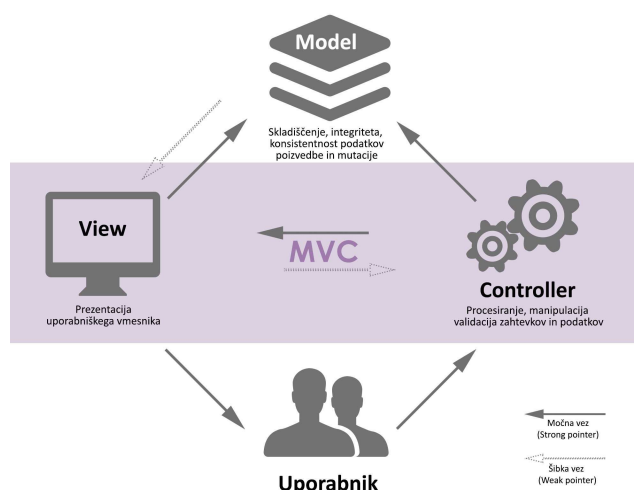 Model
Skladiščenje, integriteta,
konsistentnost podatkov
poizvedbe in mutacije
View
Prezentacija
uporabniškega vmesnika
MVC
Controller
Procesiranje, manipulacija
validacija zahtevkov in podatkov
Uporabnik
Močna vez
(Strong pointer)
Šibka vez
(Weak pointer)